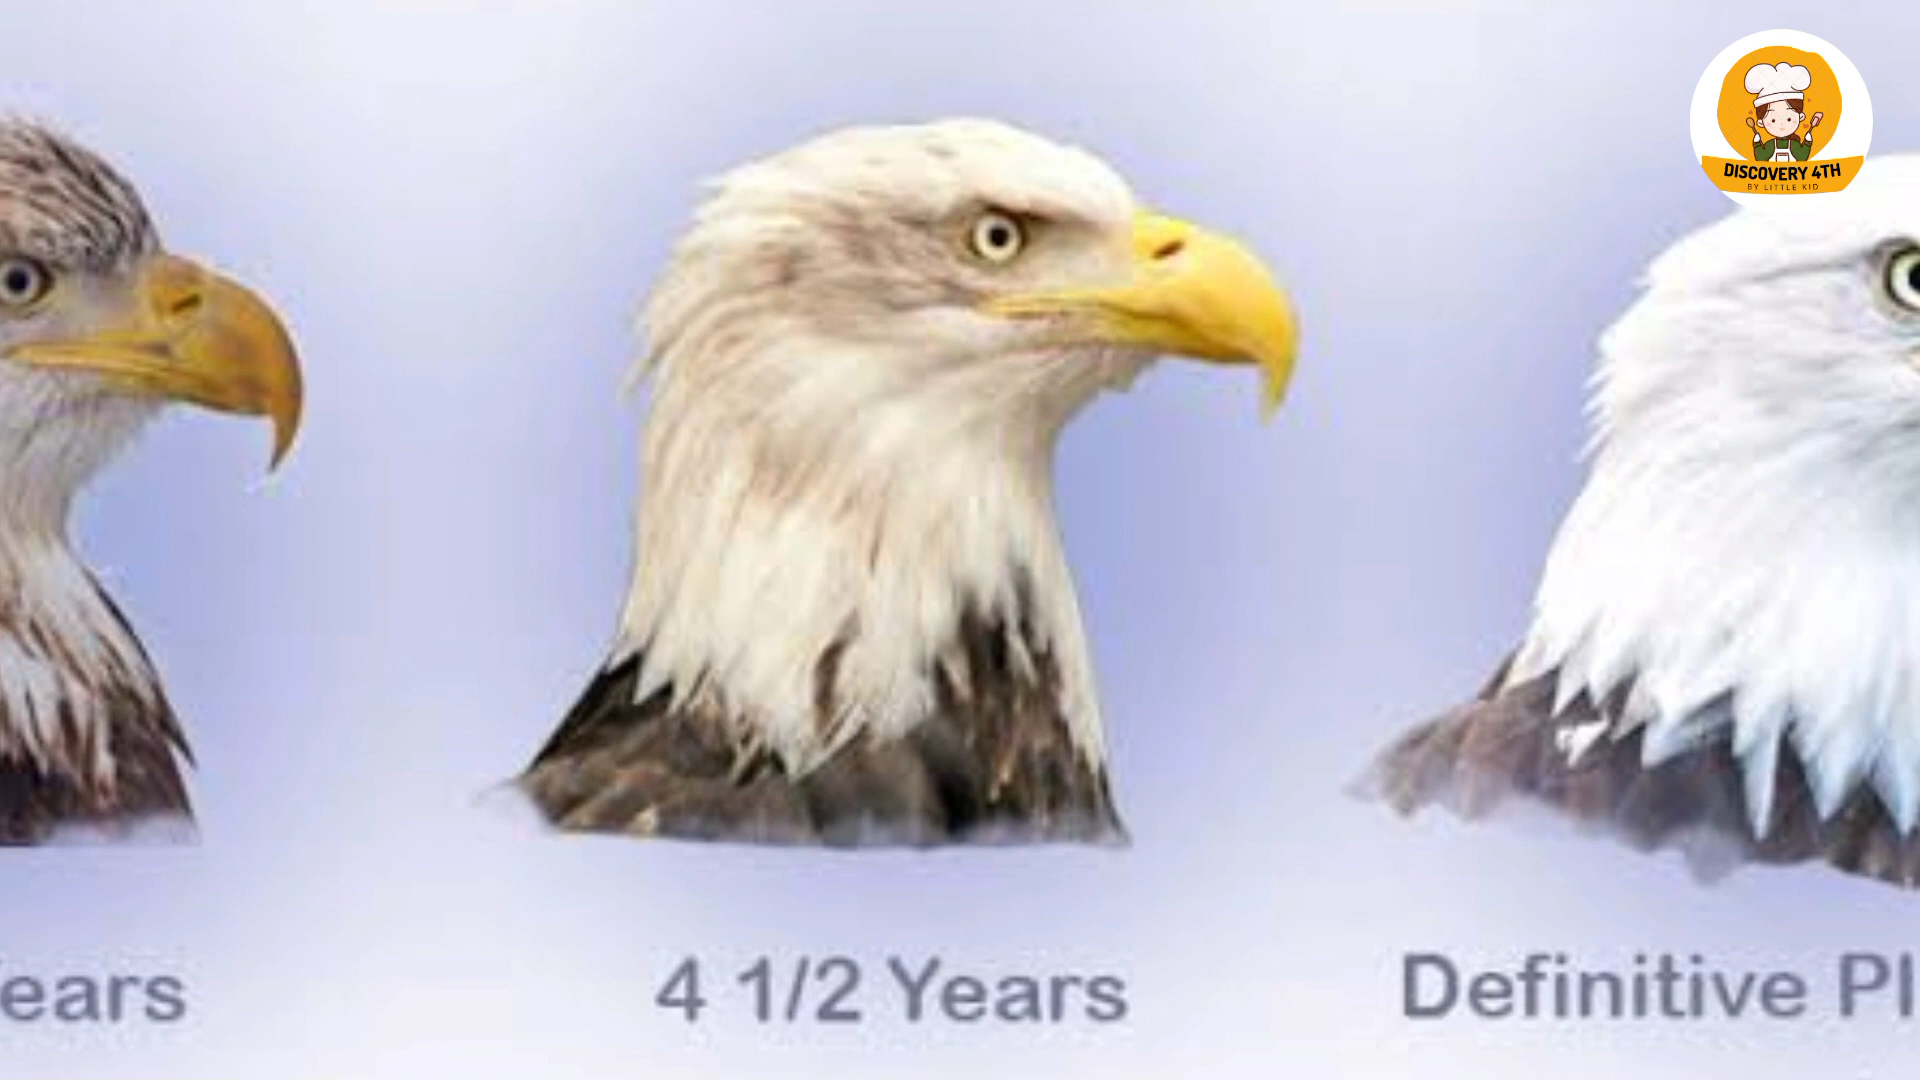 DISCOVERY 4TH
BY LITTLE KID
ears
4 1/2 Years
Definitive Pl